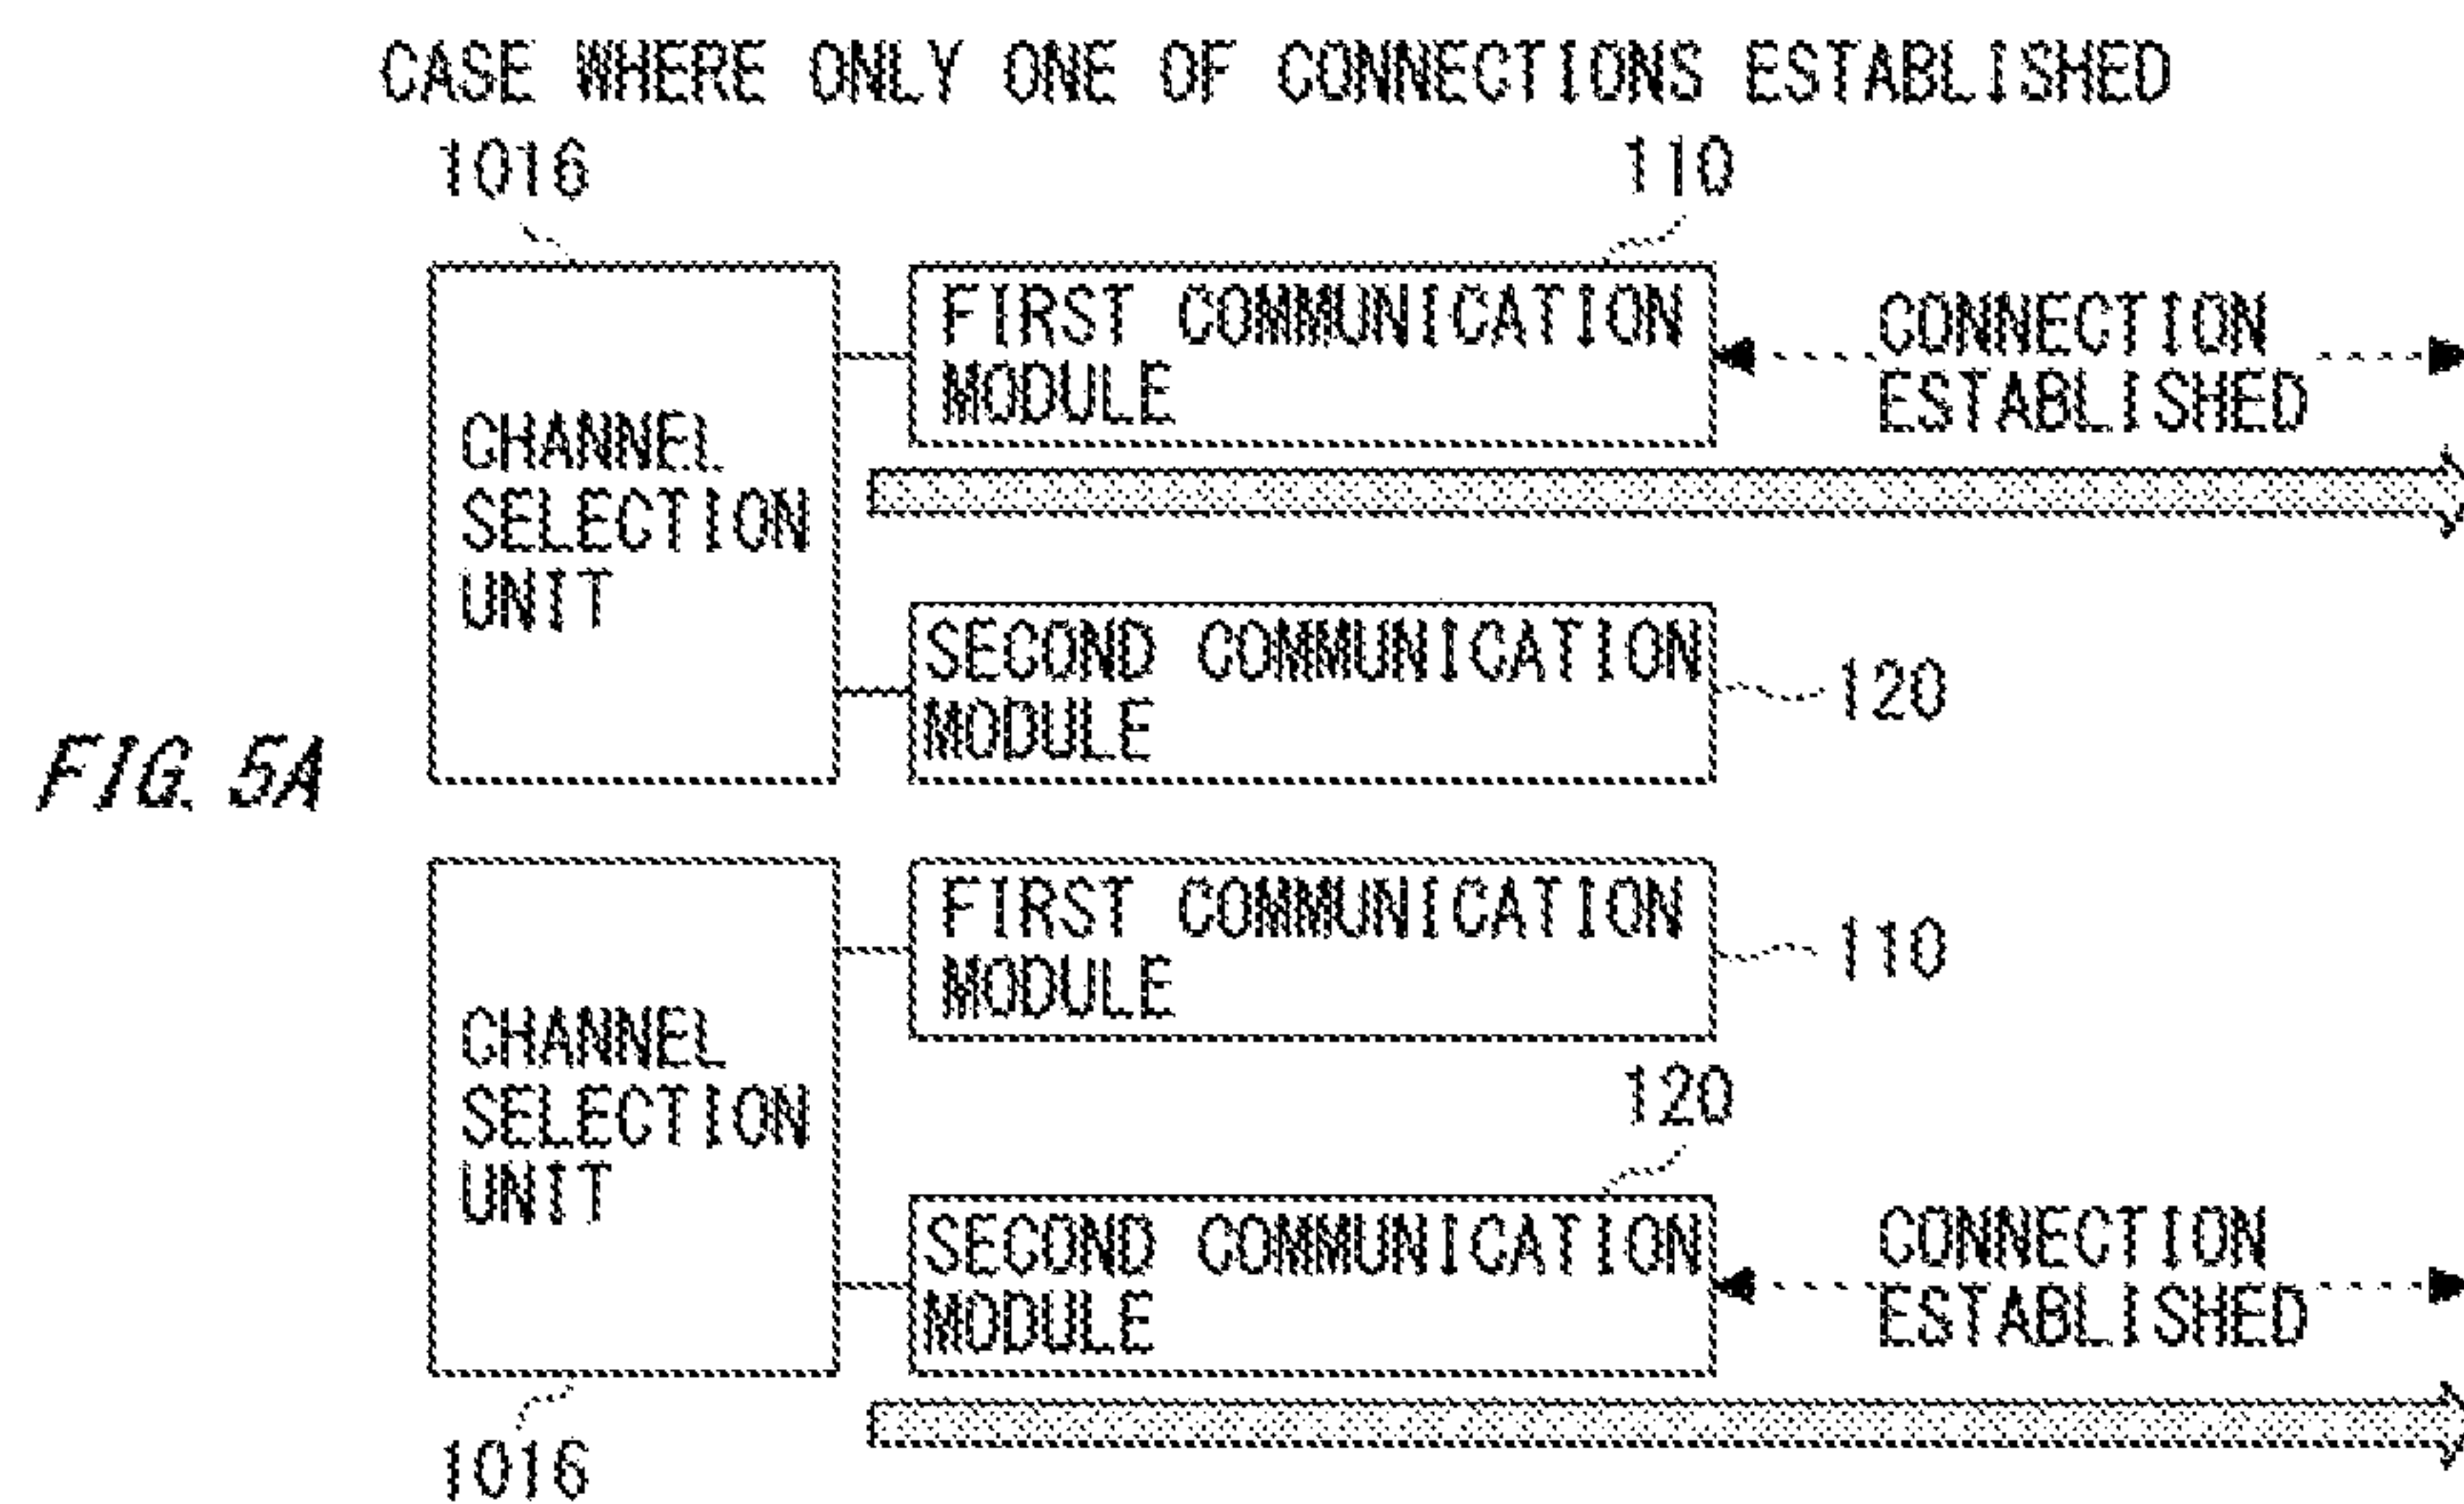 CASE WHERE ONLY ONE OF CONNECTIONS ESTABLISHED
1016
110
FIRST COMMUNICATION
MODULE
CONNECTION
ESTABLISHED
CHANNEL
SELECTION
UNIT
SECOND COMMUNICATION
MODULE
120
FIG. 5A
FIRST COMMUNICATION
MODULE
110
CHANNEL
SELECTION
UNIT
120
SECOND COMMUNICATION
MODULE
CONNECTION
ESTABLISHED
1016